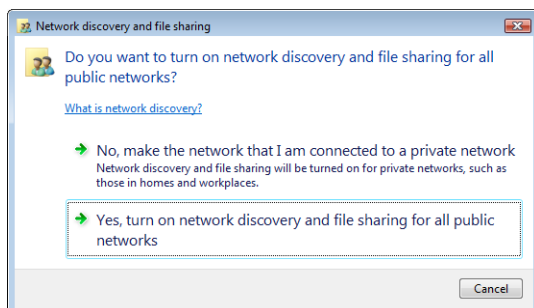 Network discovery and file sharing
Do you want to turn on network discovery and file sharing for all
public networks?
What is network discovery?
No, make the network that I am connected to a private network
Network discovery and file sharing will be turned on for private networks, such as
those in homes and workplaces.
Yes, turn on network discovery and file sharing for all public
networks
Cancel